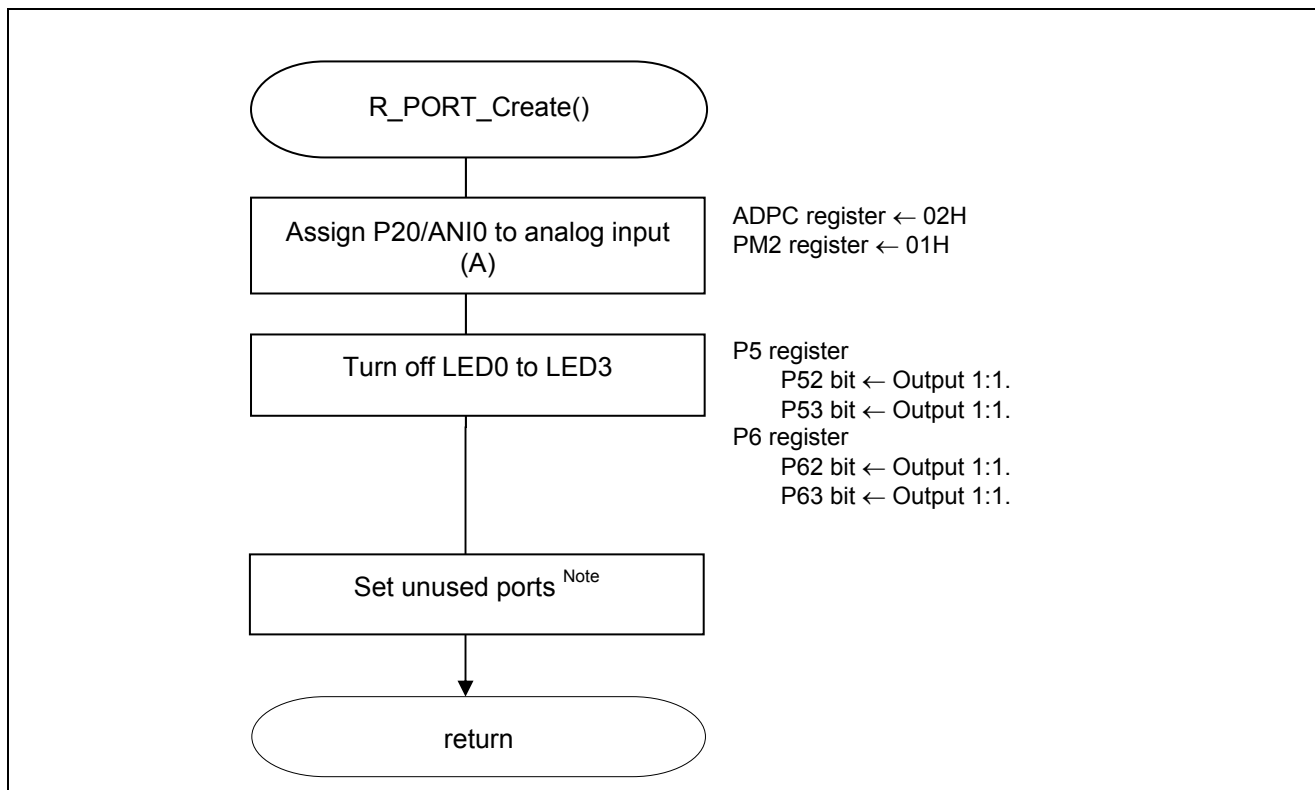 R_PORT_Create()
Assign P20/ANI0 to analog input
(A)
ADPC register ← 02H
PM2 register ← 01H
Turn off LED0 to LED3
P5 register
P52 bit ← Output 1:1.
P53 bit ← Output 1:1.
P6 register
P62 bit ← Output 1:1.
P63 bit ← Output 1:1.
Set unused ports Note
return